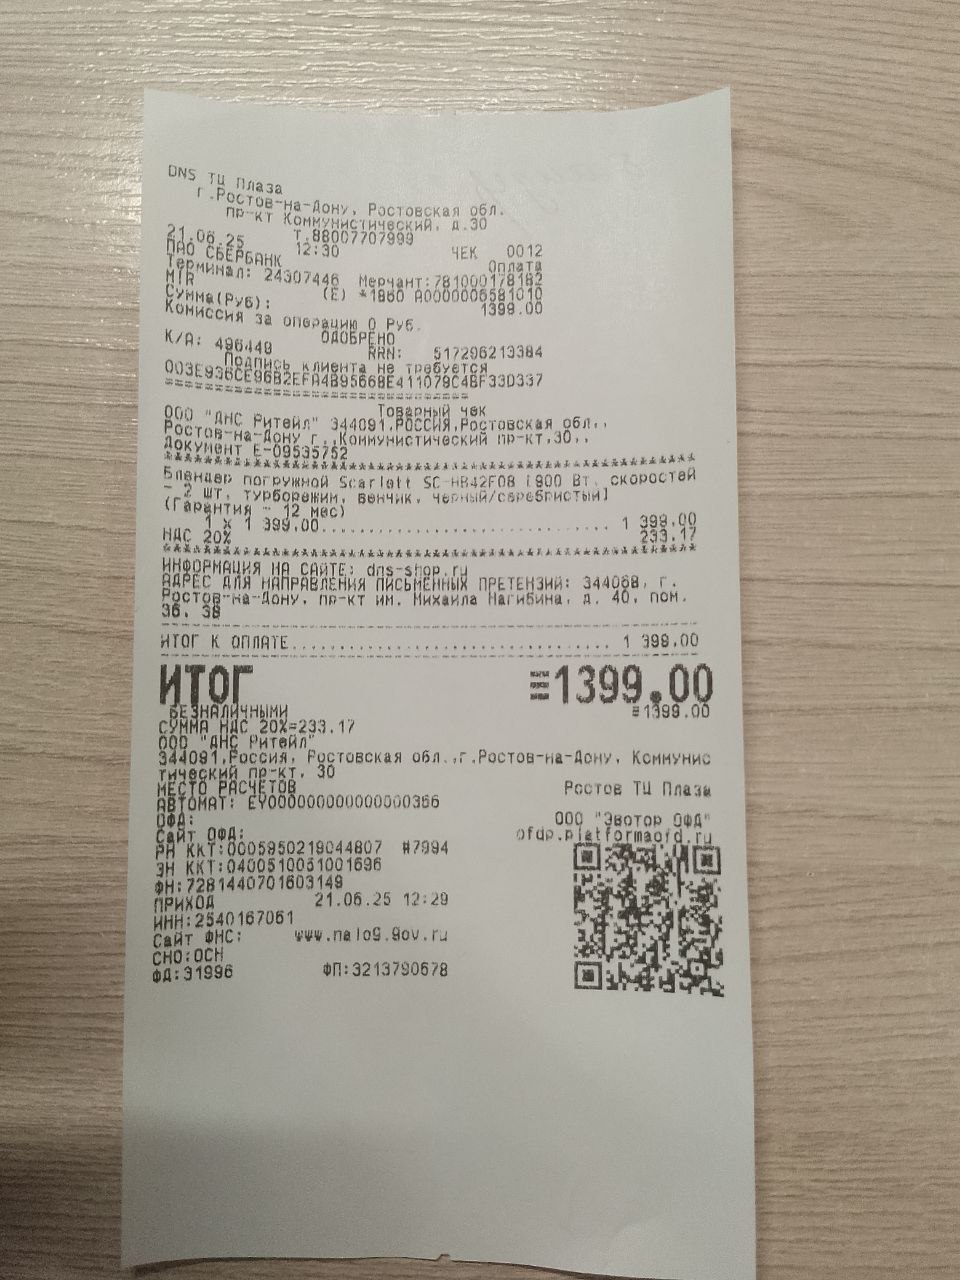 DNS ТЦ Плаза
г.Ростов-на-Дону, Ростовская обл.
пр-кт Коммунистический, д.30
Т.88007707999
21.06.25 12:30 ЧЕК 0012
ПАО СБЕРБАНК Оплата
Терминал: 24307446 Мерчант:781000178182
MIR (E) *1860 A0000006581010
Сумма(Руб): 1399.00
Комиссия за операцию 0 Руб.
ОДОБРЕНО
К/А: 496448 RRN: 517296213384
Подпись клиента не требуется
003E936CE96B2EFA4B95668E411079C4BF33D337
==============================
Товарный чек
ООО "ДНС Ритейл" 344091,РОССИЯ,Ростовская обл.,
Ростов-на-Дону г.,Коммунистический пр-кт,30,,
Документ Е-09535752
Блендер погружной Scarlett SC-HB42F08 [900 Вт, скоростей
- 2 шт, турборежим, венчик, черный/серебристый]
(Гарантия - 12 мес)
1 x 1 399.00................................ 1 399.00
НДС 20% 233.17
ИНФОРМАЦИЯ НА САЙТЕ: dns-shop.ru
АДРЕС ДЛЯ НАПРАВЛЕНИЯ ПИСЬМЕННЫХ ПРЕТЕНЗИЙ: 344068, г.
Ростов-на-Дону, пр-кт им. Михаила Нагибина, д. 40, пом.
36, 38
ИТОГ К ОПЛАТЕ................................... 1 399.00
ИТОГ ≡1399.00
БЕЗНАЛИЧНЫМИ ≡1399.00
СУММА НДС 20%=233.17
ООО "ДНС Ритейл"
344091,Россия, Ростовская обл.,г.Ростов-на-Дону, Коммунис
тический пр-кт, 30
МЕСТО РАСЧЕТОВ Ростов ТЦ Плаза
АВТОМАТ: EY0000000000000000366
ОФД: ООО "Эвотор ОФД"
Сайт ОФД: ofdp.platformaofd.ru
РН ККТ:0005950219044807 #7994
ЗН ККТ:0400510051001696
ФН:7281440701603149
ПРИХОД 21.06.25 12:29
ИНН:2540167061
Сайт ФНС: www.nalog.gov.ru
СНО:ОСН
ФД:31996 ФП:3213790678